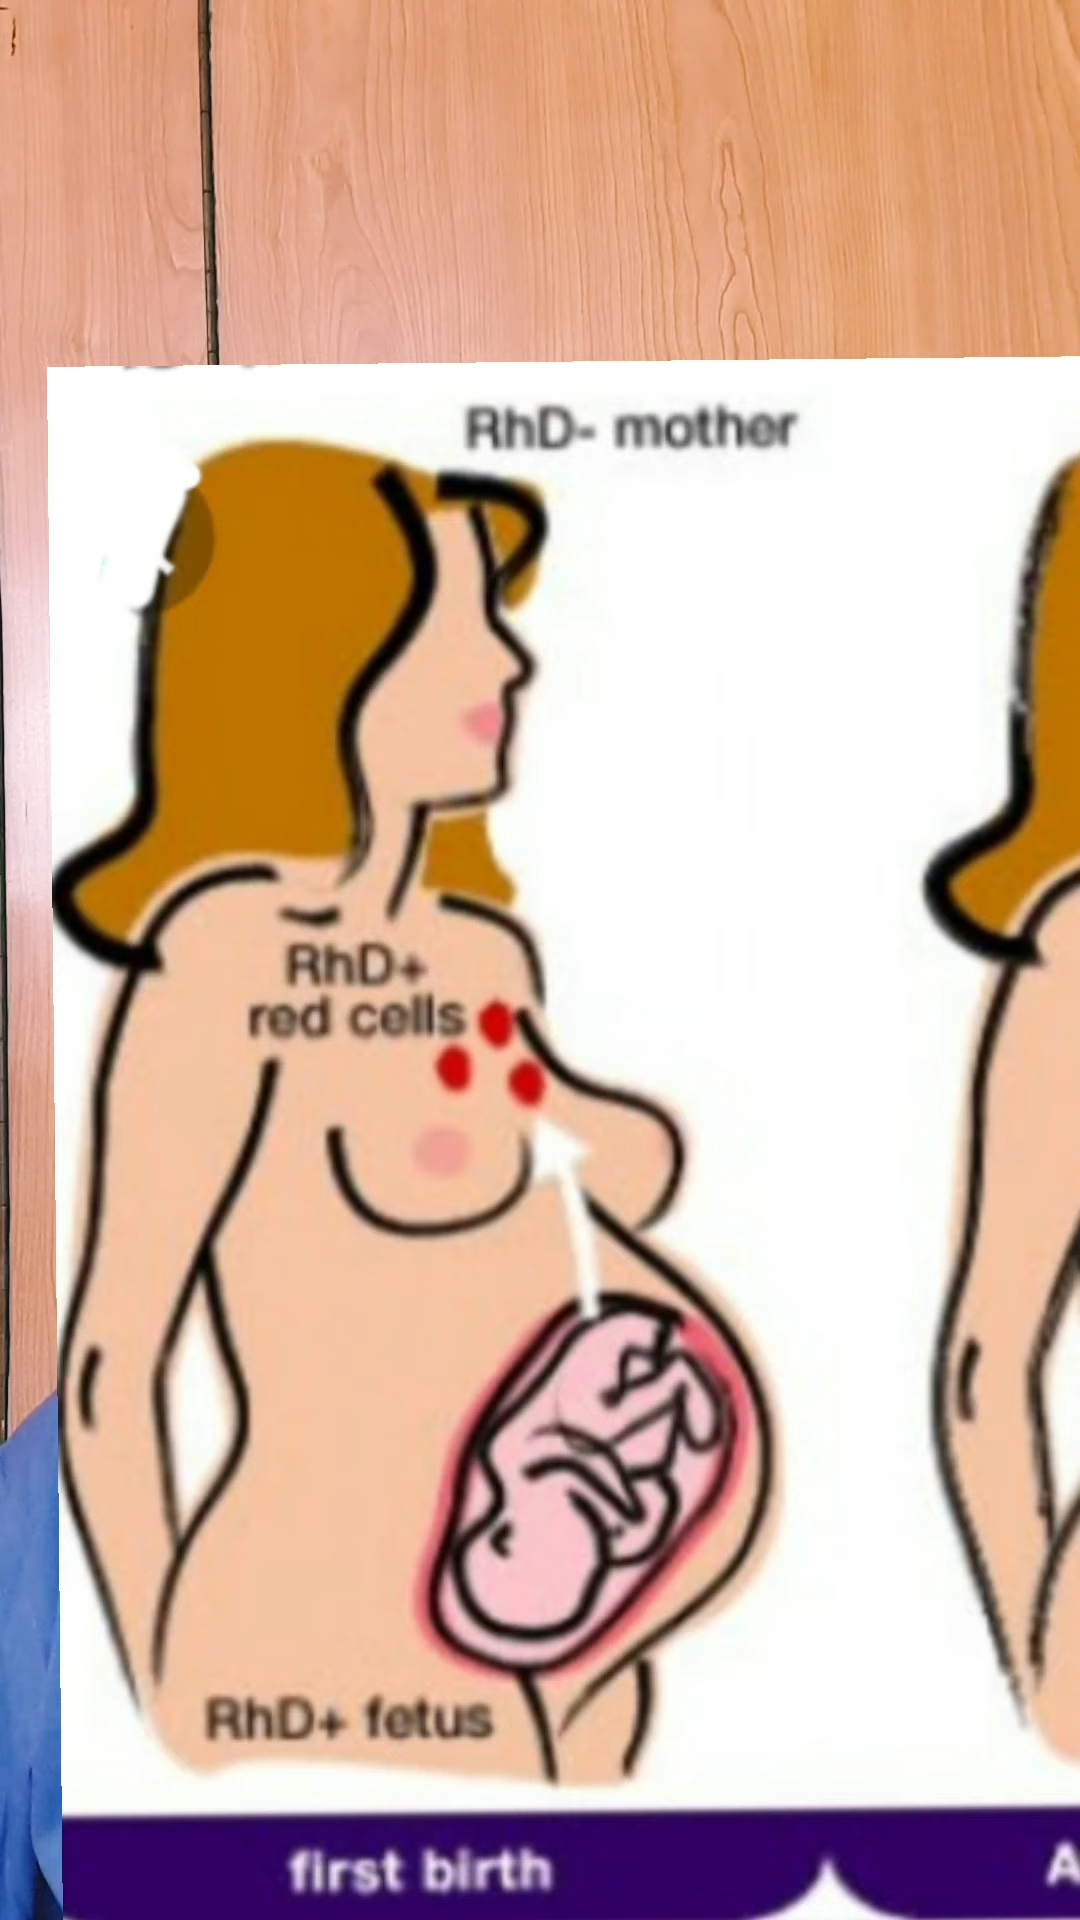 RhD- mother
RhD+
red cells
RhD+ fetus
first birth
A